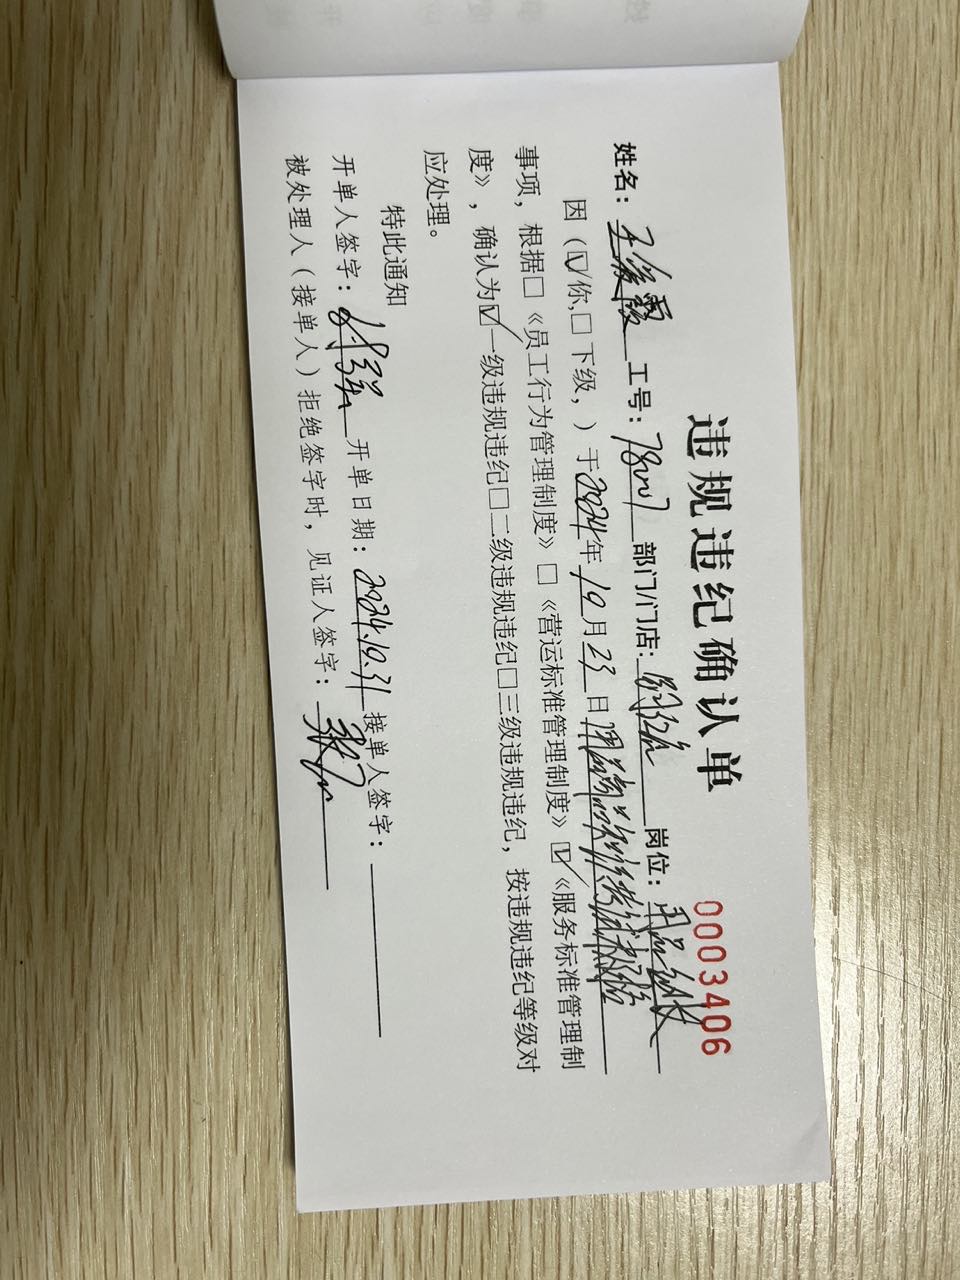 违规违纪确认单
0003406
姓名：王爱霞 工号：78007 部门/门店： 岗位：
因（☑你，□下级，）于2024年10月23日
事项，根据□《员工行为管理制度》□《营运标准管理制度》☑《服务标准管理制
度》，确认为☑一级违规违纪□二级违规违纪□三级违规违纪，按违规违纪等级对
应处理。
特此通知
开单人签字： 开单日期：2024.10.31 接单人签字：
被处理人（接单人）拒绝签字时，见证人签字：